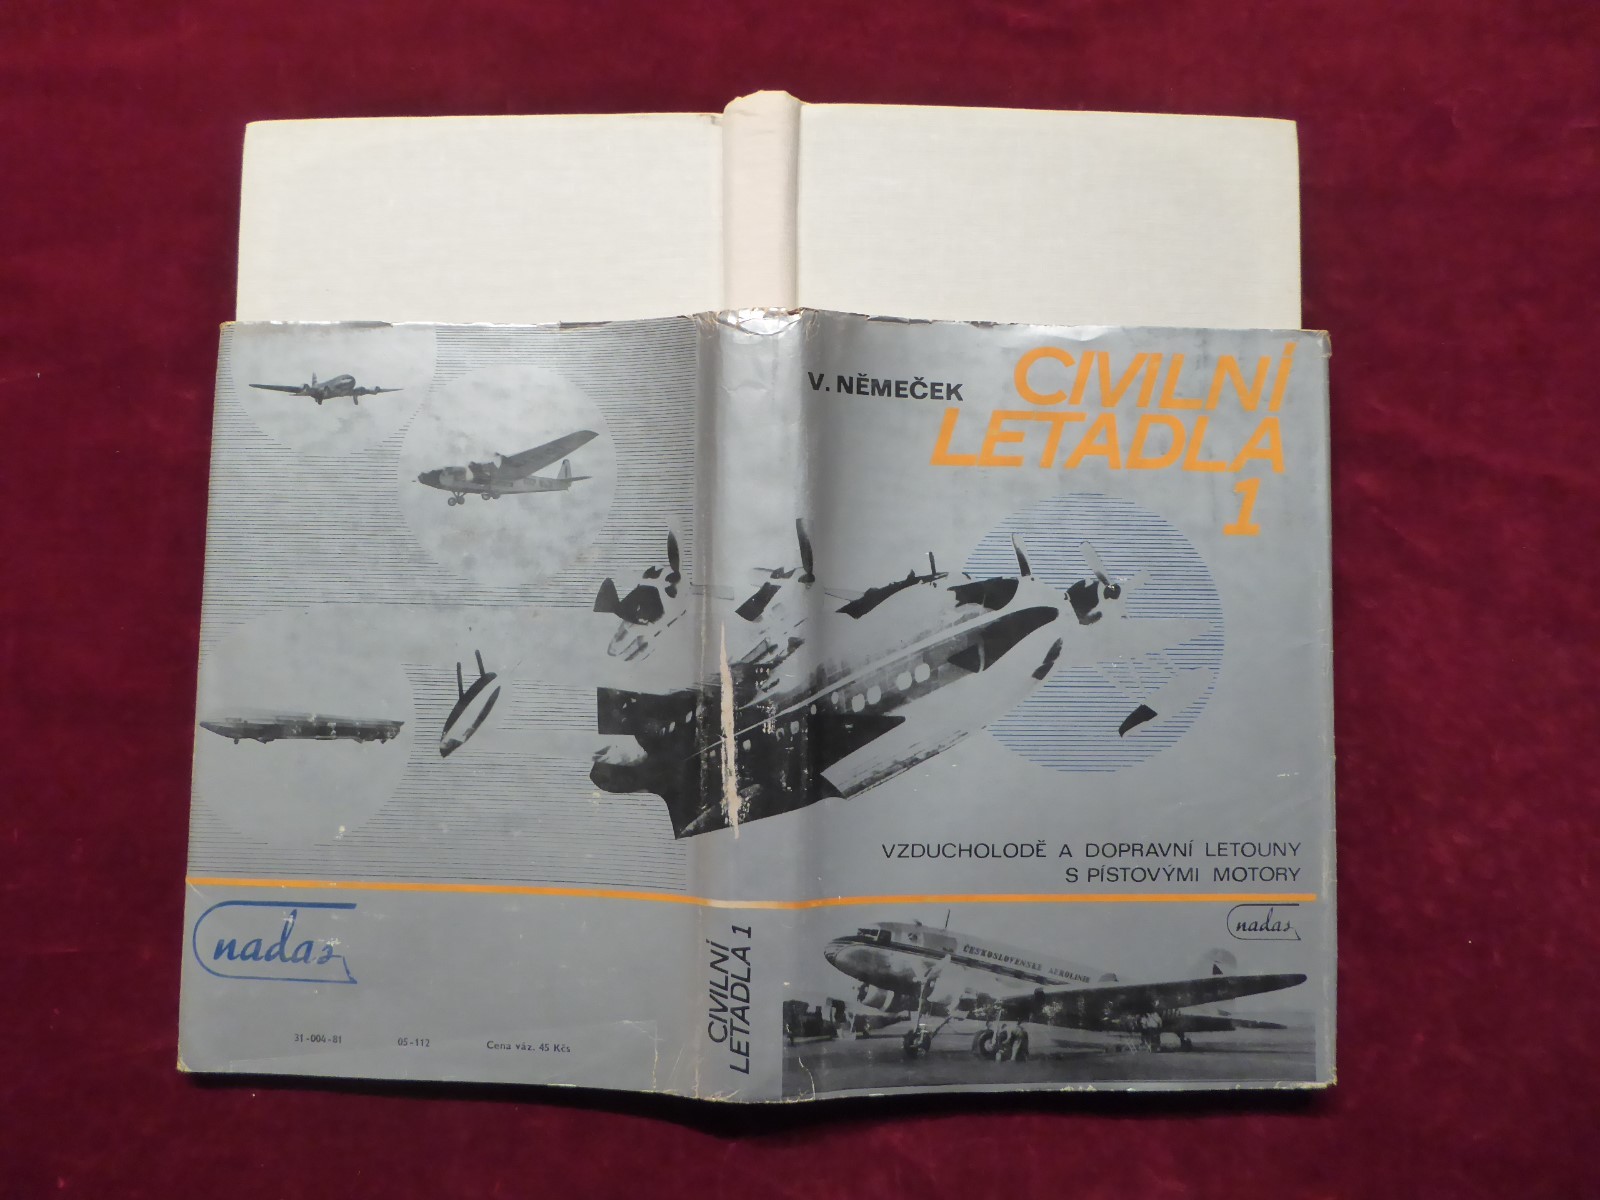 V. NĚMEČEK
CIVILNÍ
LETADLA
1
VZDUCHOLODĚ A DOPRAVNÍ LETOUNY
S PÍSTOVÝMI MOTORY
nadas
ČESKOSLOVENSKÉ AEROLINIE
CIVILNÍ
LETADLA 1
nadas
31-004-81 05-112 Cena váz. 45 Kčs